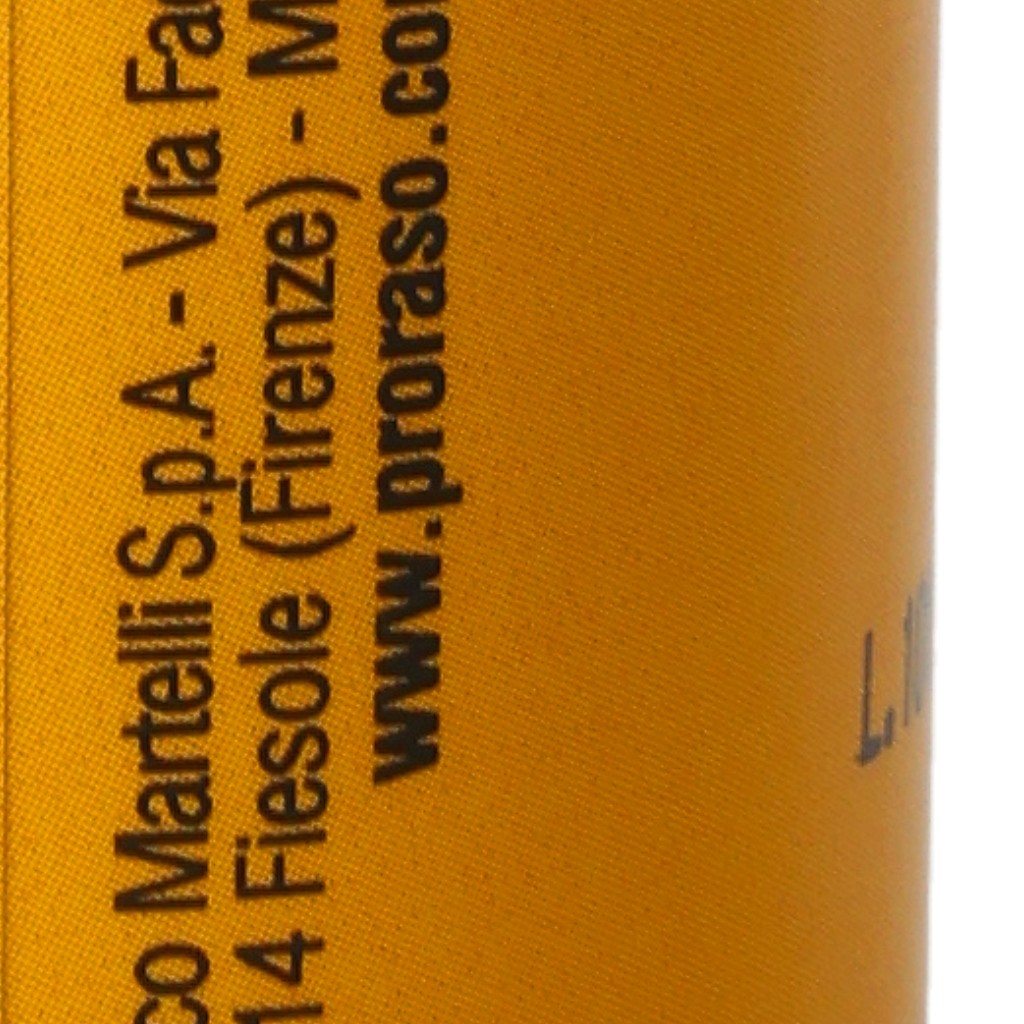 co Martelli S.p.A. - Via Fa
14 Fiesole (Firenze) - M
www.proraso.co
L.